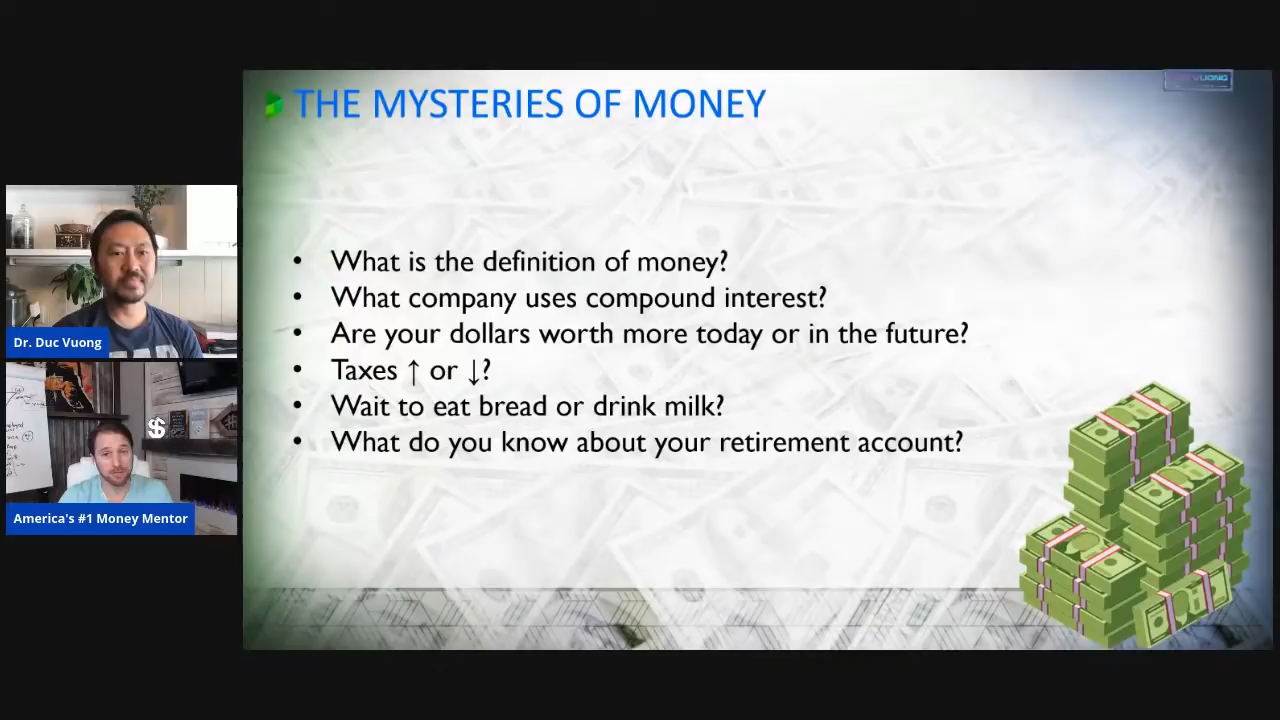 THE MYSTERIES OF MONEY
• What is the definition of money?
• What company uses compound interest?
• Are your dollars worth more today or in the future?
• Taxes ↑ or ↓?
• Wait to eat bread or drink milk?
• What do you know about your retirement account?
Dr. Duc Vuong
$
America's #1 Money Mentor